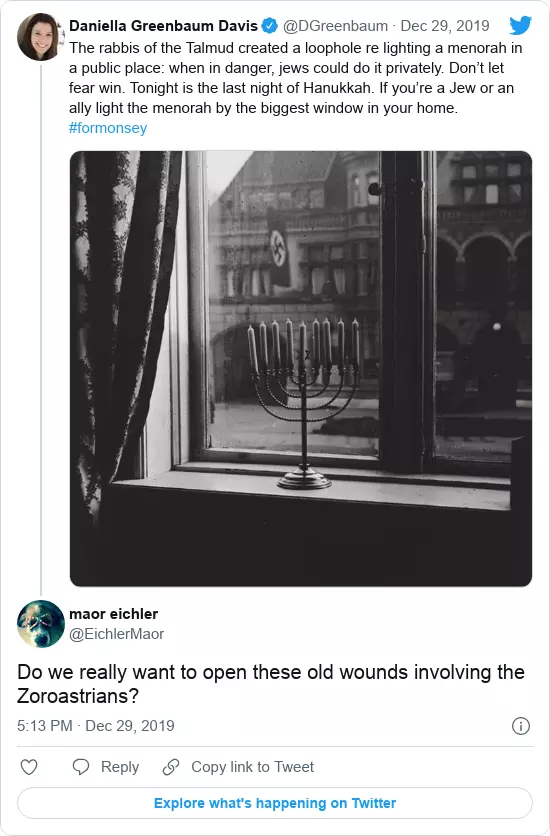 Daniella Greenbaum Davis @DGreenbaum · Dec 29, 2019
The rabbis of the Talmud created a loophole re lighting a menorah in
a public place: when in danger, jews could do it privately. Don’t let
fear win. Tonight is the last night of Hanukkah. If you’re a Jew or an
ally light the menorah by the biggest window in your home.
#formonsey
maor eichler
@EichlerMaor
Do we really want to open these old wounds involving the
Zoroastrians?
5:13 PM · Dec 29, 2019
Reply Copy link to Tweet
Explore what's happening on Twitter